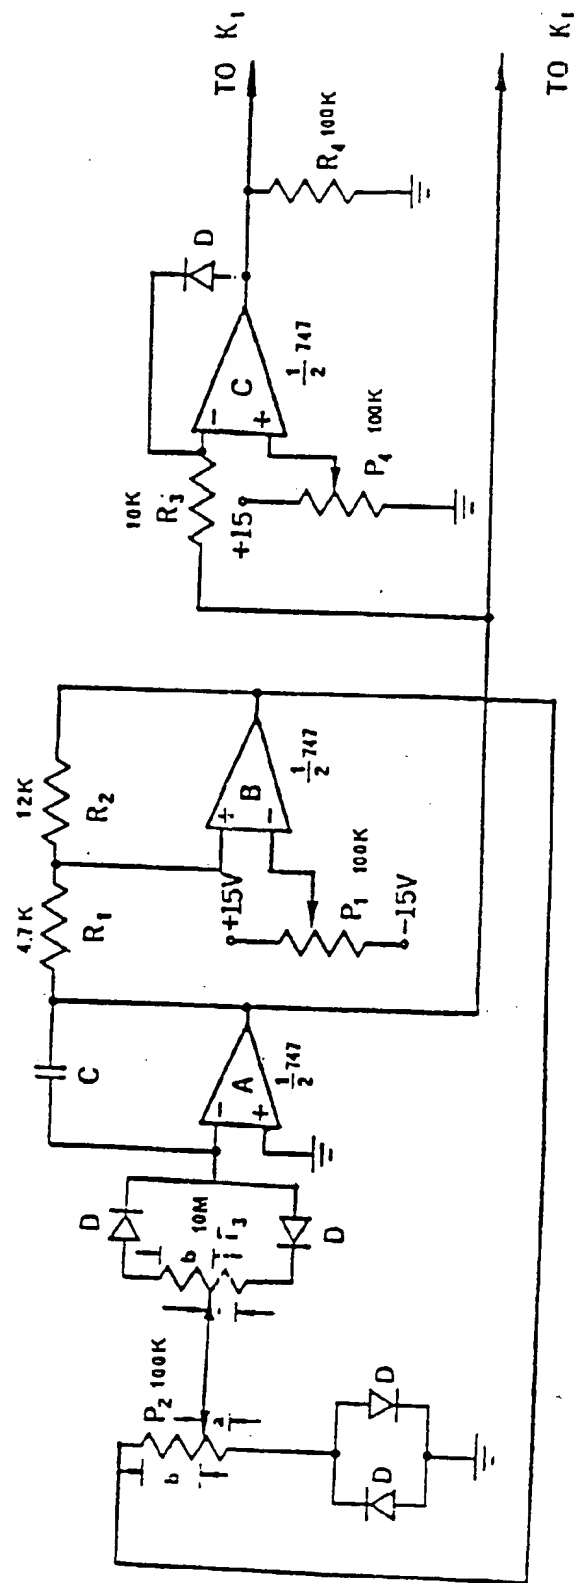 P2 100K
b
a
D
D
D
10M
b
P3
D
C
A
-
+
1/2 747
4.7K
R1
12K
R2
+15V
P1 100K
-15V
B
+
-
1/2 747
10K
R3
+15
P4 100K
C
-
+
1/2 747
D
R4 100K
TO K1
TO K1